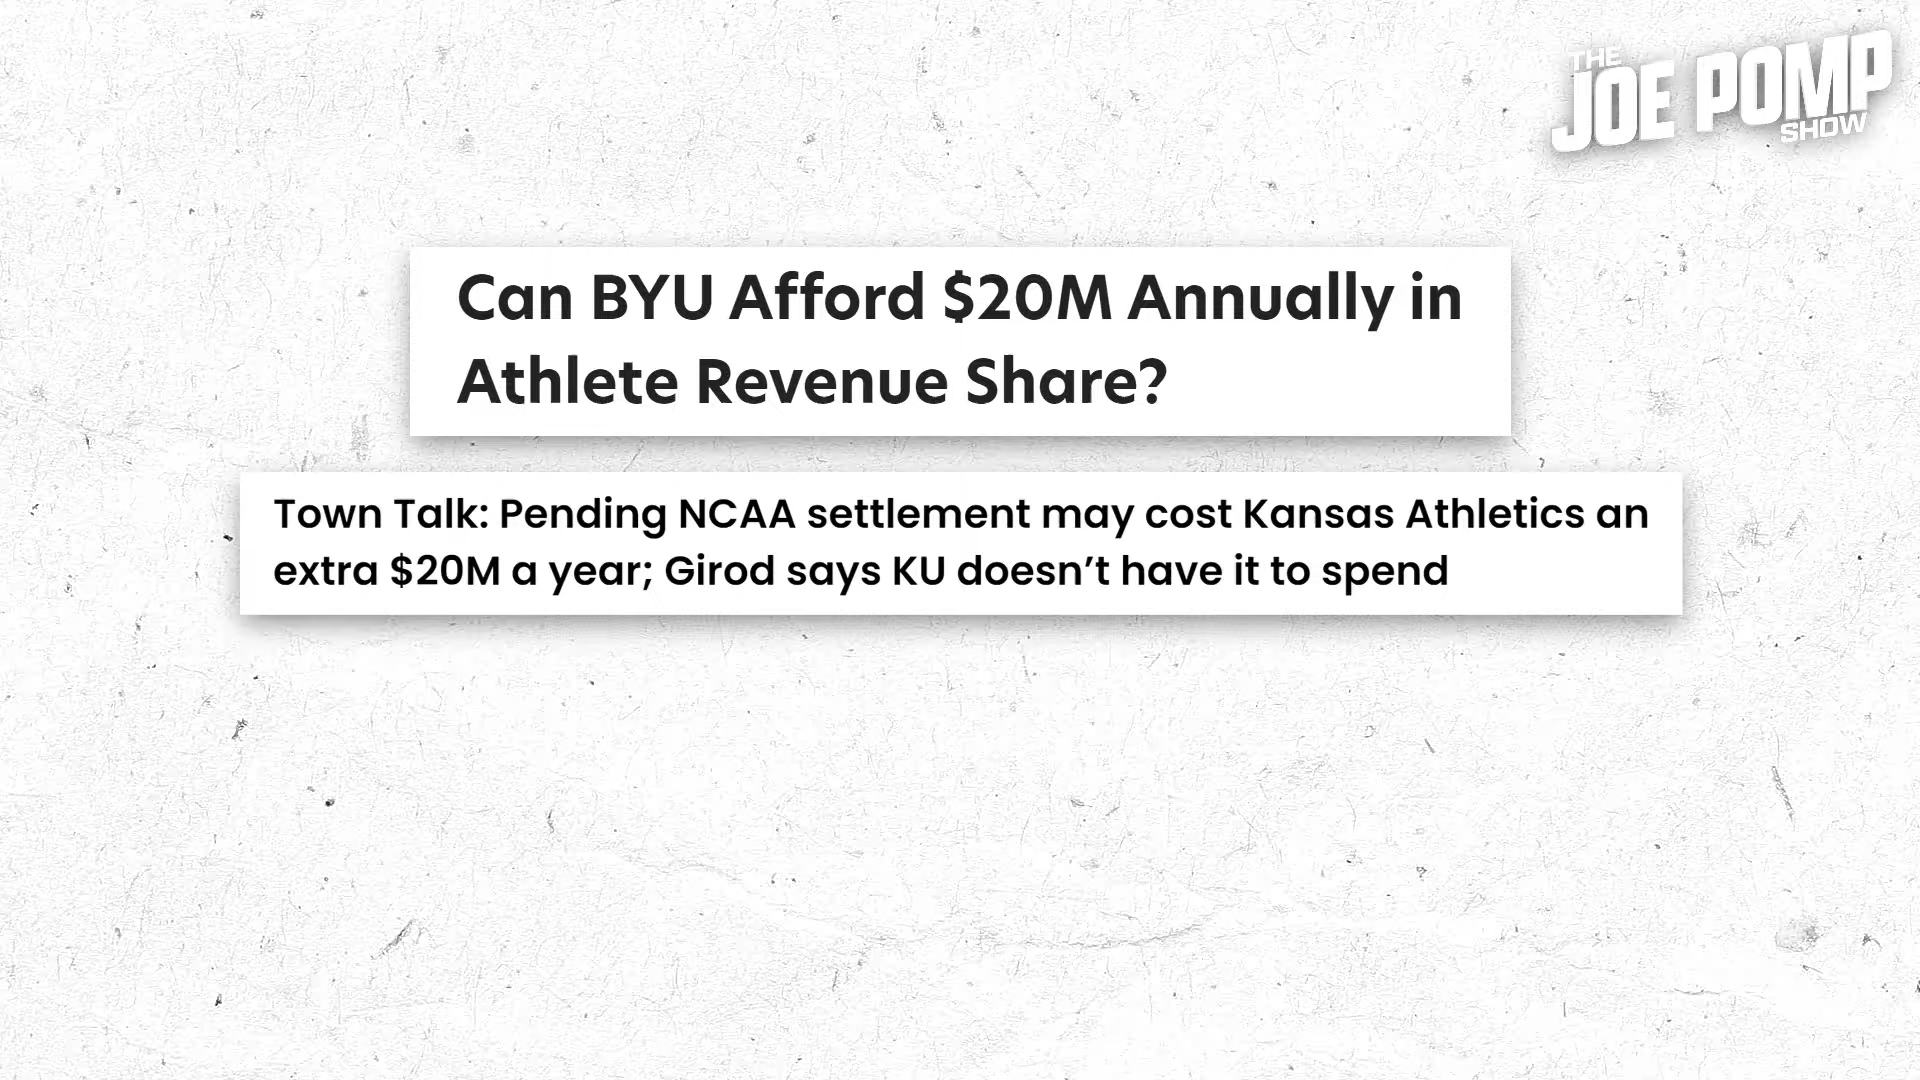 THE
JOE POMP
SHOW
Can BYU Afford $20M Annually in
Athlete Revenue Share?
Town Talk: Pending NCAA settlement may cost Kansas Athletics an
extra $20M a year; Girod says KU doesn’t have it to spend